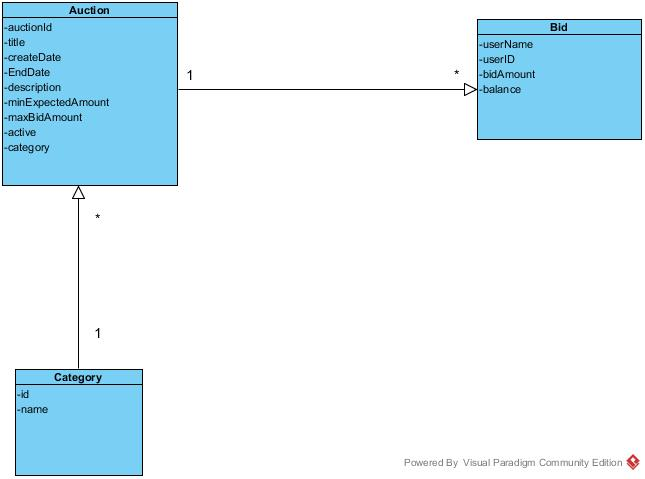 Auction
-auctionId
-title
-createDate
-EndDate
-description
-minExpectedAmount
-maxBidAmount
-active
-category
1
*
Bid
-userName
-userID
-bidAmount
-balance
*
1
Category
-id
-name
Powered By Visual Paradigm Community Edition